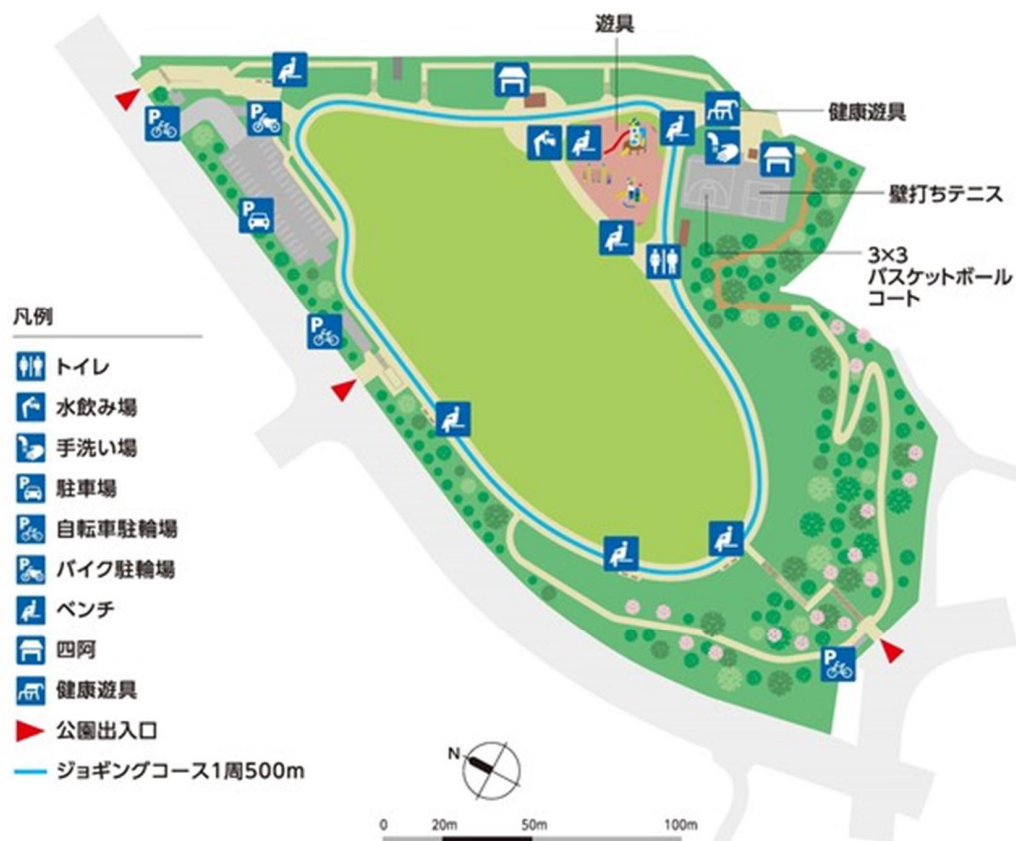 遊具
健康遊具
壁打ちテニス
3×3
バスケットボール
コート
P
P
P
P
P
凡例
トイレ
水飲み場
手洗い場
P
駐車場
P
自転車駐輪場
P
バイク駐輪場
ベンチ
四阿
健康遊具
公園出入口
ジョギングコース1周500m
N
0 20m 50m 100m